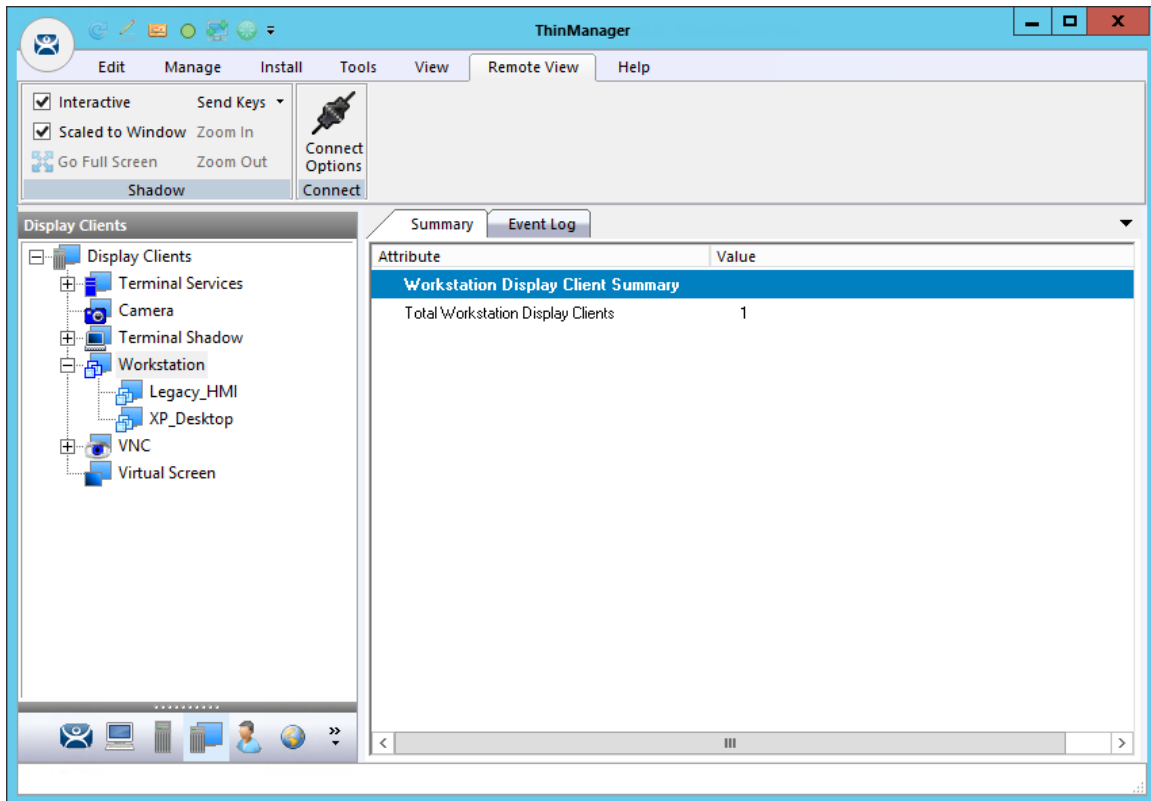 ThinManager
X
Edit Manage Install Tools View Remote View Help
Interactive Send Keys
Scaled to Window Zoom In
Go Full Screen Zoom Out
Connect
Options
Shadow
Connect
Display Clients
Display Clients
Terminal Services
Camera
Terminal Shadow
Workstation
Legacy_HMI
XP_Desktop
VNC
Virtual Screen
Summary Event Log
Attribute Value
Workstation Display Client Summary
Total Workstation Display Clients 1